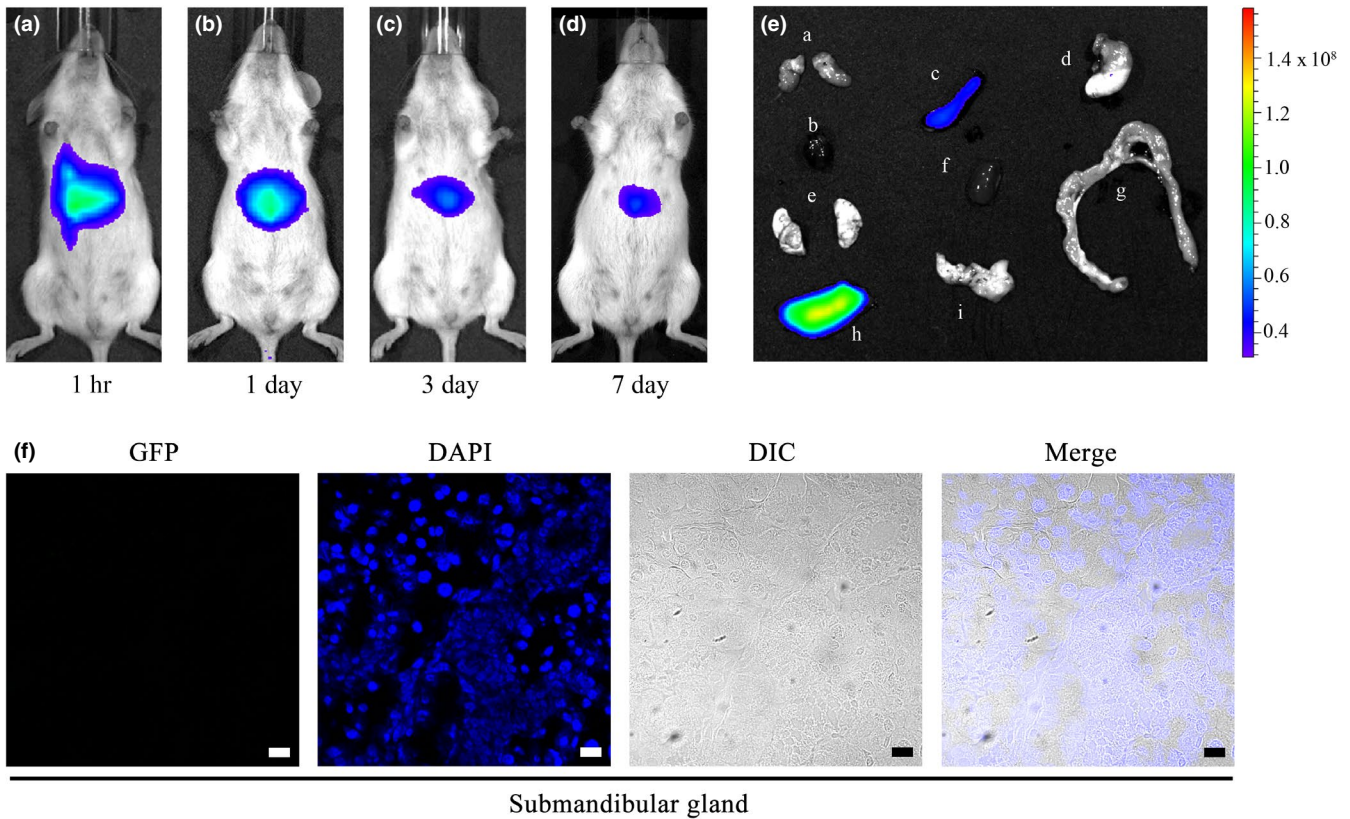 (a)
(b)
(c)
(d)
(e)
a
b
c
d
e
f
g
h
i
1.4 x 10⁸
1.2
1.0
0.8
0.6
0.4
1 hr
1 day
3 day
7 day
(f)
GFP
DAPI
DIC
Merge
Submandibular gland